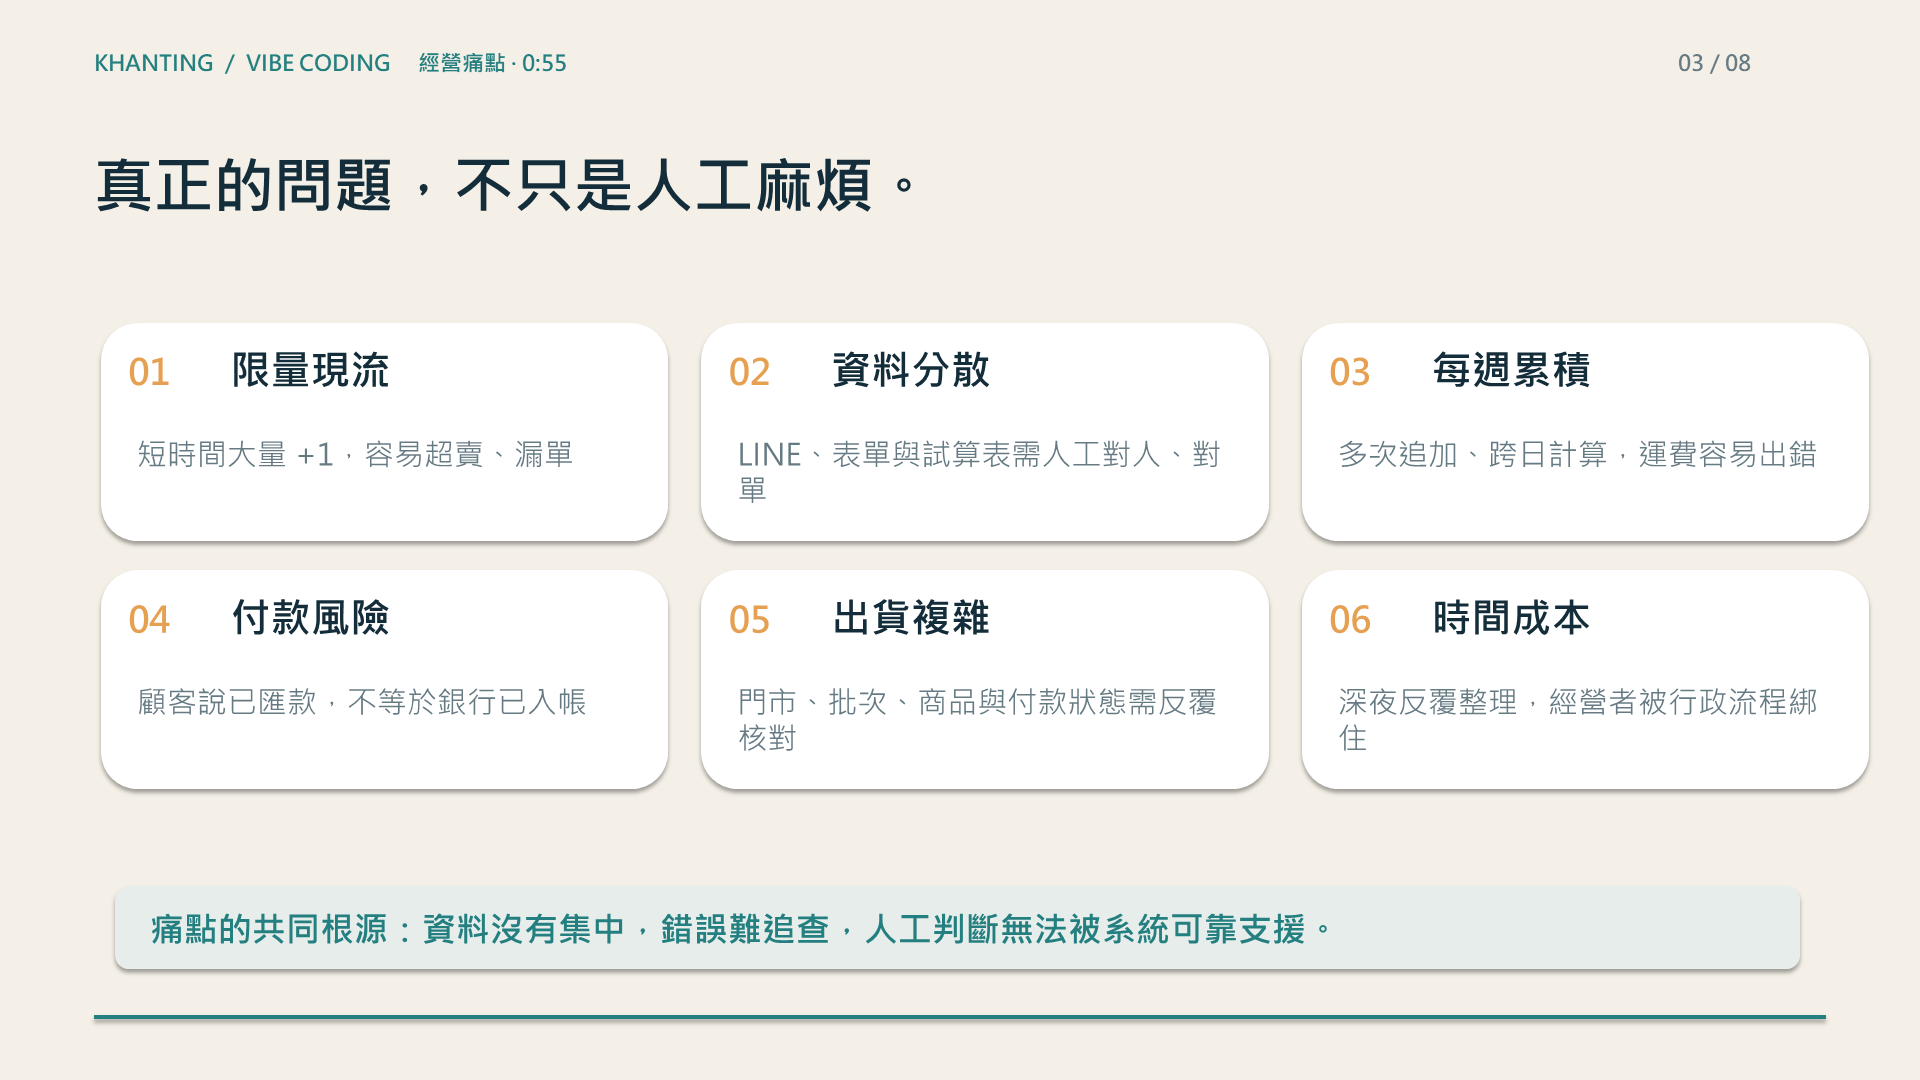 KHANTING / VIBE CODING 經營痛點 · 0:55
03 / 08
真正的問題，不只是人工麻煩。
01 限量現流
短時間大量 +1，容易超賣、漏單
02 資料分散
LINE、表單與試算表需人工對人、對
單
03 每週累積
多次追加、跨日計算，運費容易出錯
04 付款風險
顧客說已匯款，不等於銀行已入帳
05 出貨複雜
門市、批次、商品與付款狀態需反覆
核對
06 時間成本
深夜反覆整理，經營者被行政流程綁
住
痛點的共同根源：資料沒有集中，錯誤難追查，人工判斷無法被系統可靠支援。